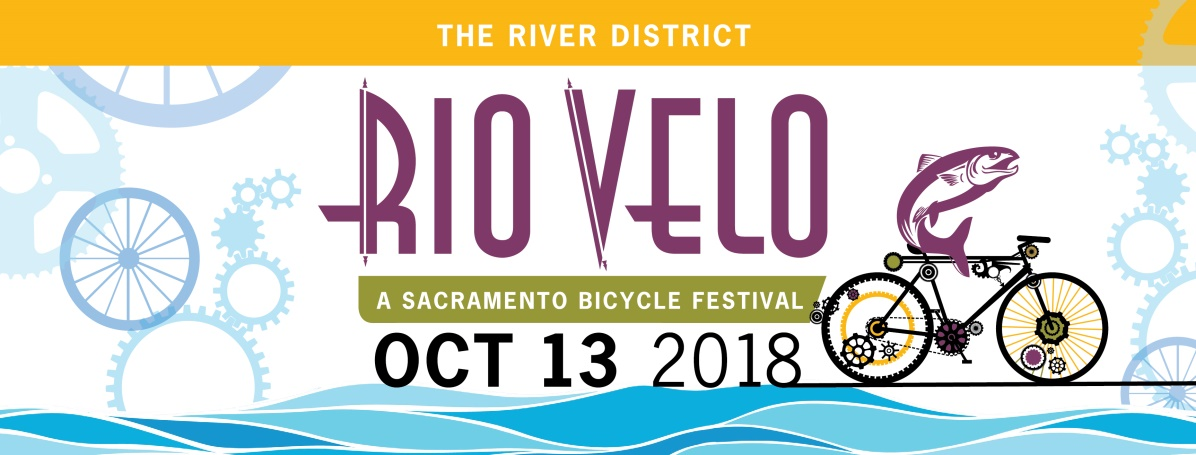 THE RIVER DISTRICT
RIO VELO
A SACRAMENTO BICYCLE FESTIVAL
OCT 13 2018